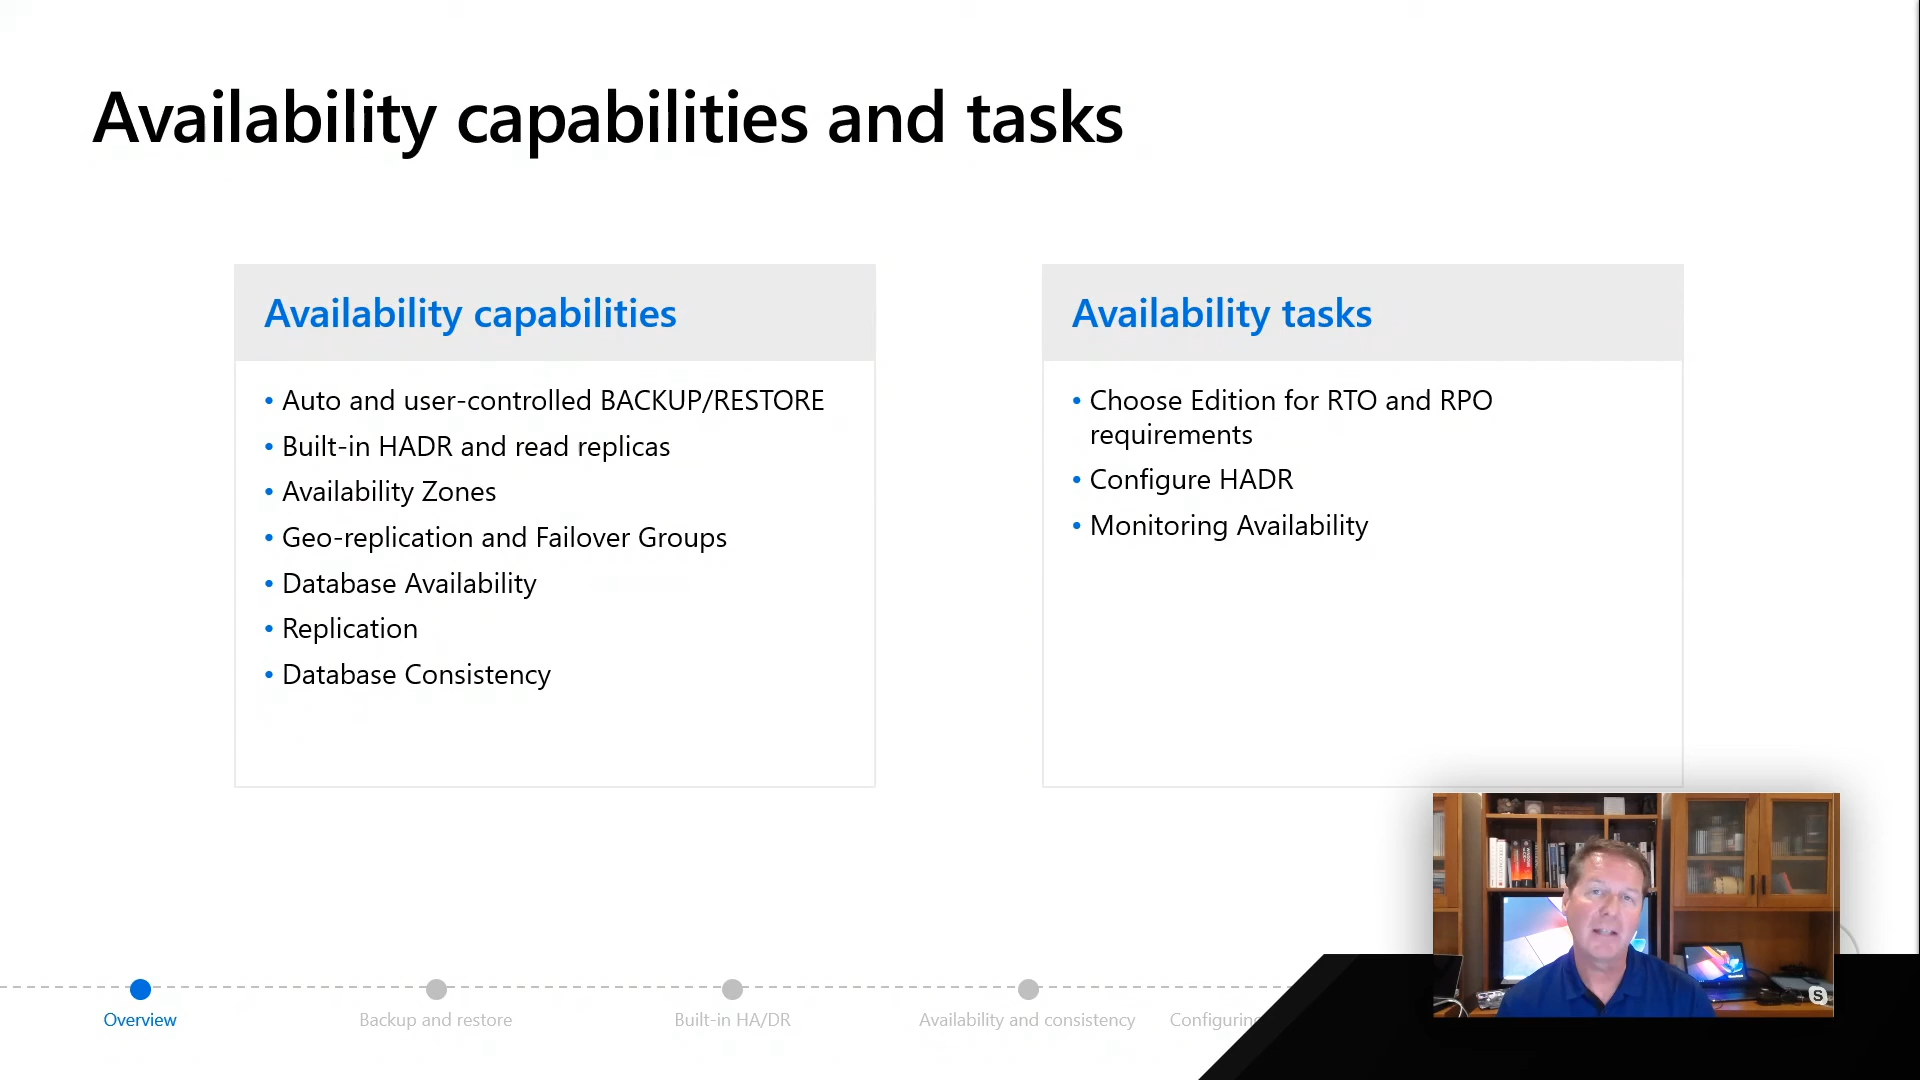 Availability capabilities and tasks
Availability capabilities
• Auto and user-controlled BACKUP/RESTORE
• Built-in HADR and read replicas
• Availability Zones
• Geo-replication and Failover Groups
• Database Availability
• Replication
• Database Consistency
Availability tasks
• Choose Edition for RTO and RPO
requirements
• Configure HADR
• Monitoring Availability
Overview
Backup and restore
Built-in HA/DR
Availability and consistency
Configuring